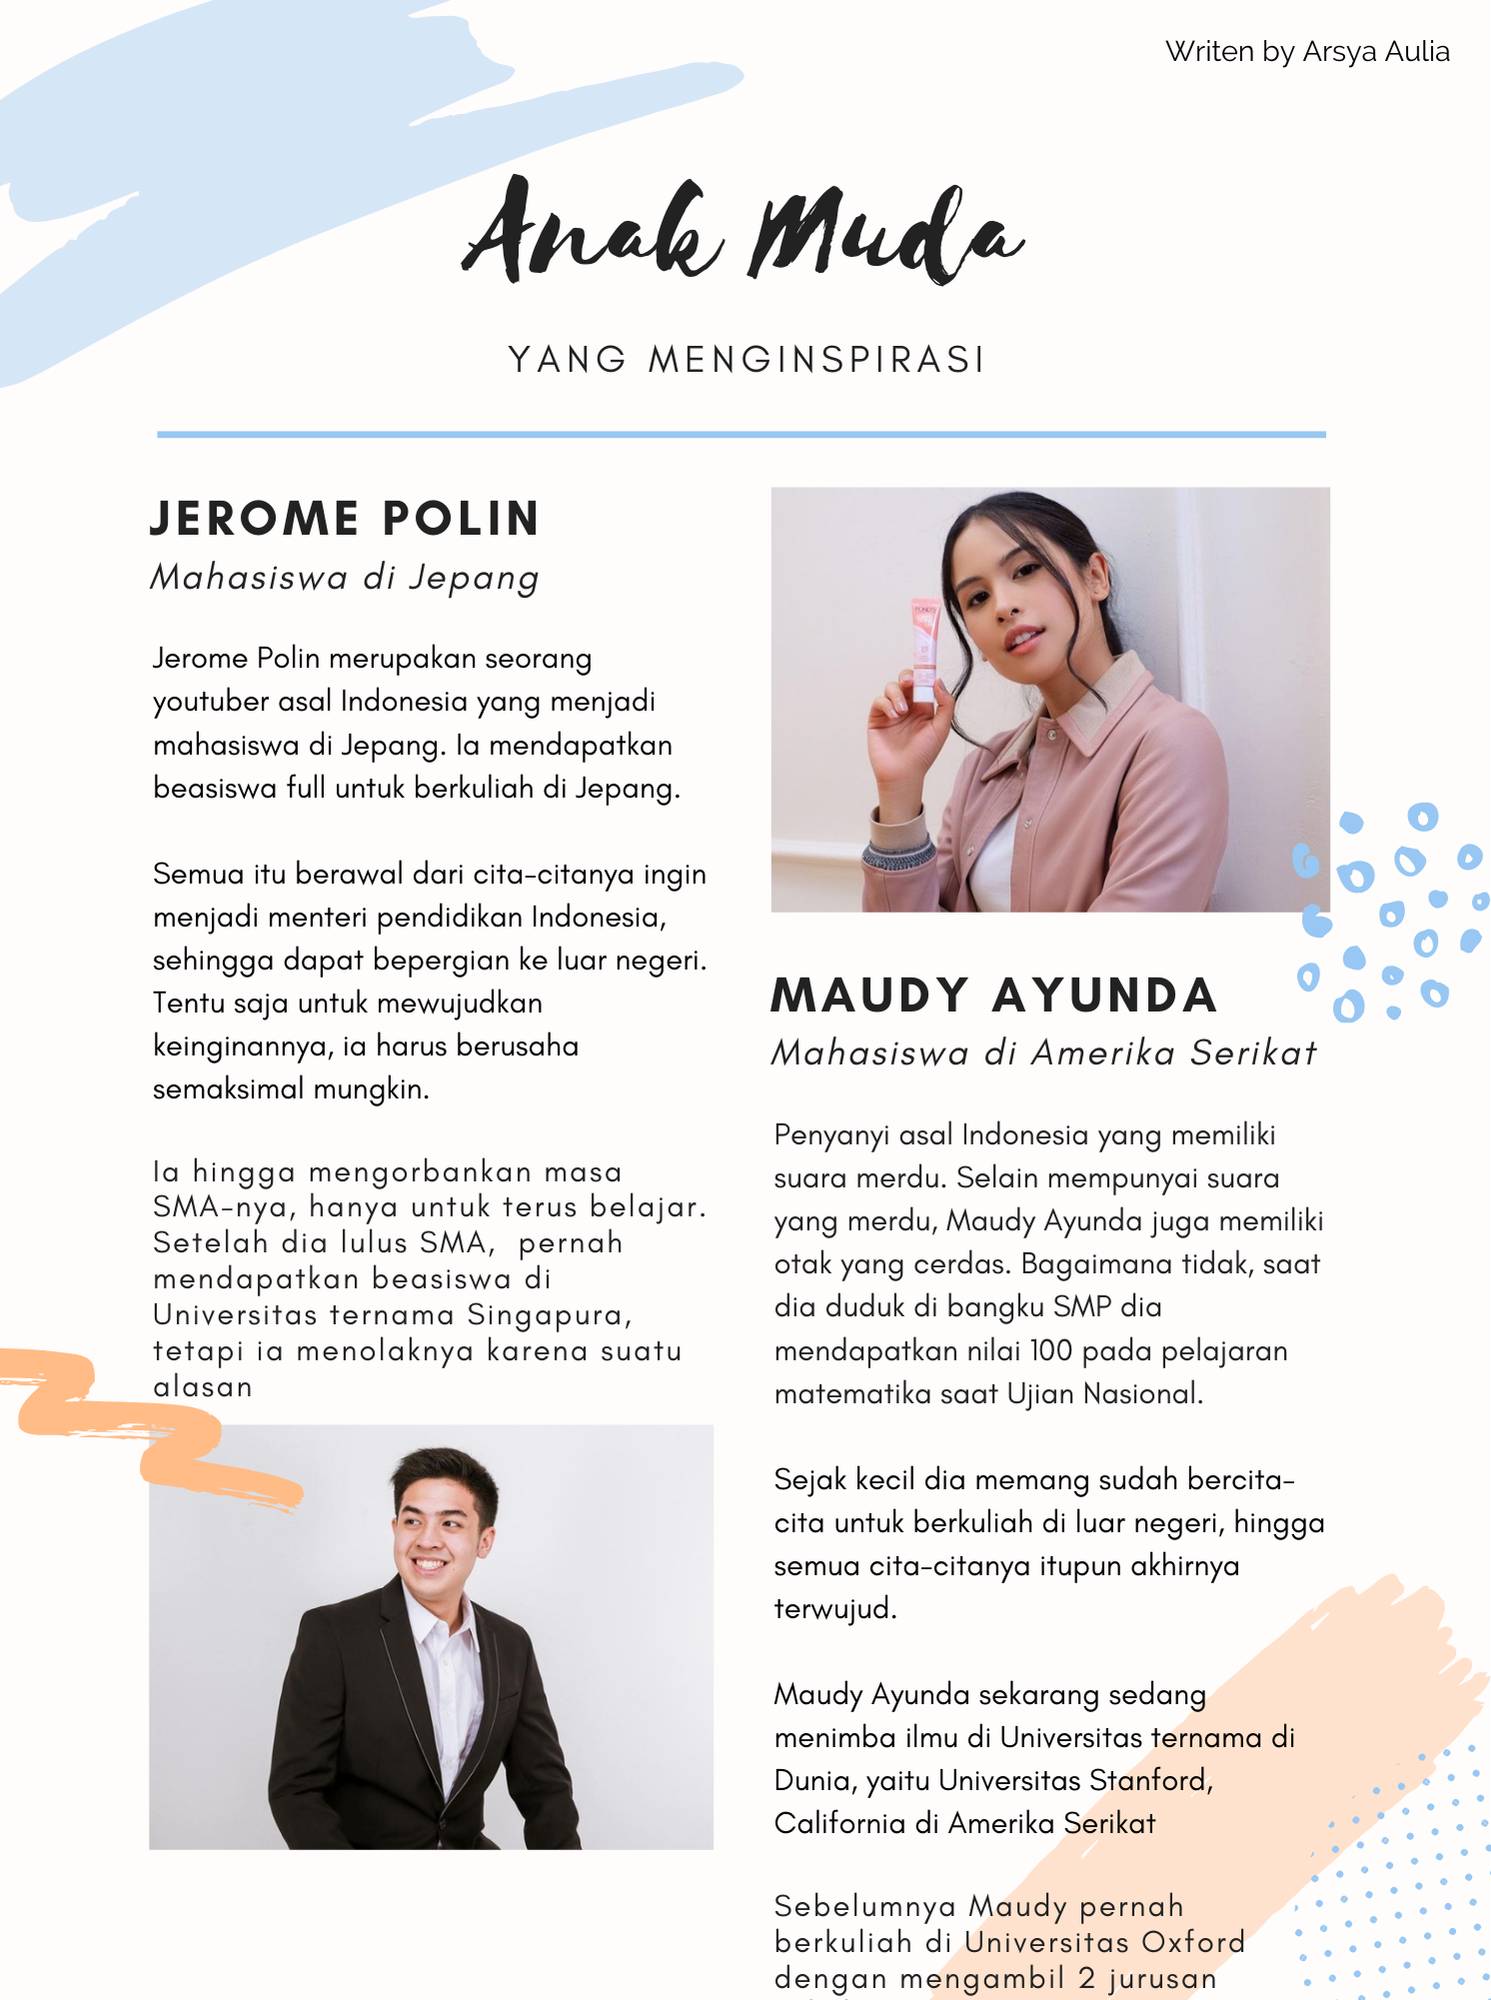 Writen by Arsya Aulia
Anak Muda
YANG MENGINSPIRASI
JEROME POLIN
Mahasiswa di Jepang
Jerome Polin merupakan seorang
youtuber asal Indonesia yang menjadi
mahasiswa di Jepang. Ia mendapatkan
beasiswa full untuk berkuliah di Jepang.
Semua itu berawal dari cita-citanya ingin
menjadi menteri pendidikan Indonesia,
sehingga dapat bepergian ke luar negeri.
Tentu saja untuk mewujudkan
keinginannya, ia harus berusaha
semaksimal mungkin.
Ia hingga mengorbankan masa
SMA-nya, hanya untuk terus belajar.
Setelah dia lulus SMA,  pernah
mendapatkan beasiswa di
Universitas ternama Singapura,
tetapi ia menolaknya karena suatu
alasan
POND'S
MAUDY AYUNDA
Mahasiswa di Amerika Serikat
Penyanyi asal Indonesia yang memiliki
suara merdu. Selain mempunyai suara
yang merdu, Maudy Ayunda juga memiliki
otak yang cerdas. Bagaimana tidak, saat
dia duduk di bangku SMP dia
mendapatkan nilai 100 pada pelajaran
matematika saat Ujian Nasional.
Sejak kecil dia memang sudah bercita-
cita untuk berkuliah di luar negeri, hingga
semua cita-citanya itupun akhirnya
terwujud.
Maudy Ayunda sekarang sedang
menimba ilmu di Universitas ternama di
Dunia, yaitu Universitas Stanford,
California di Amerika Serikat
Sebelumnya Maudy pernah
berkuliah di Universitas Oxford
dengan mengambil 2 jurusan